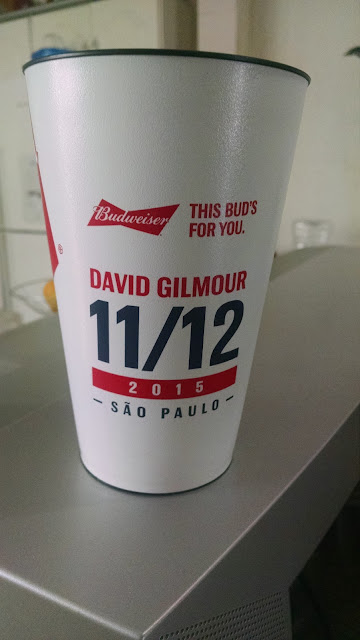 Budweiser
THIS BUD'S
FOR YOU.
DAVID GILMOUR
11/12
2015
– SÃO PAULO –
®